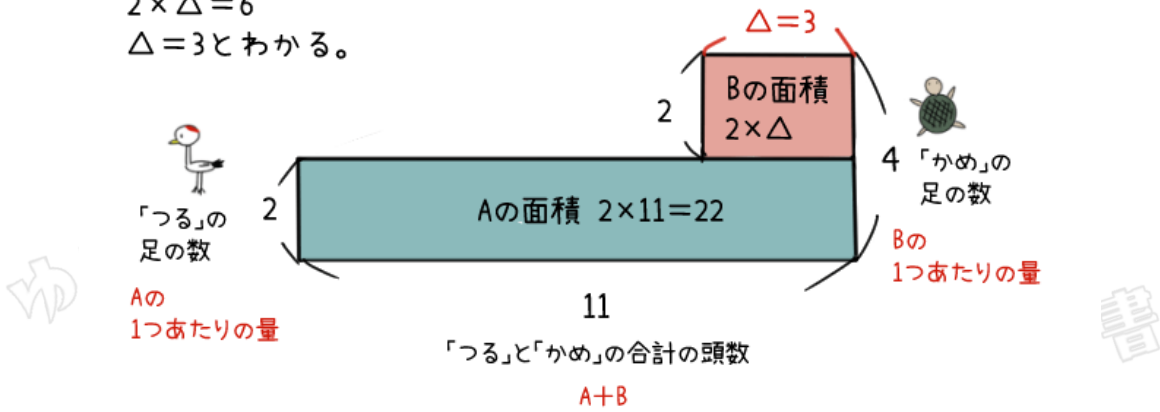 2×△=6
△=3とわかる。
△=3
Bの面積
2×△
2
4
「かめ」の
足の数
Bの
1つあたりの量
Aの面積 2×11=22
2
「つる」の
足の数
Aの
1つあたりの量
11
「つる」と「かめ」の合計の頭数
A+B
ゆ
書